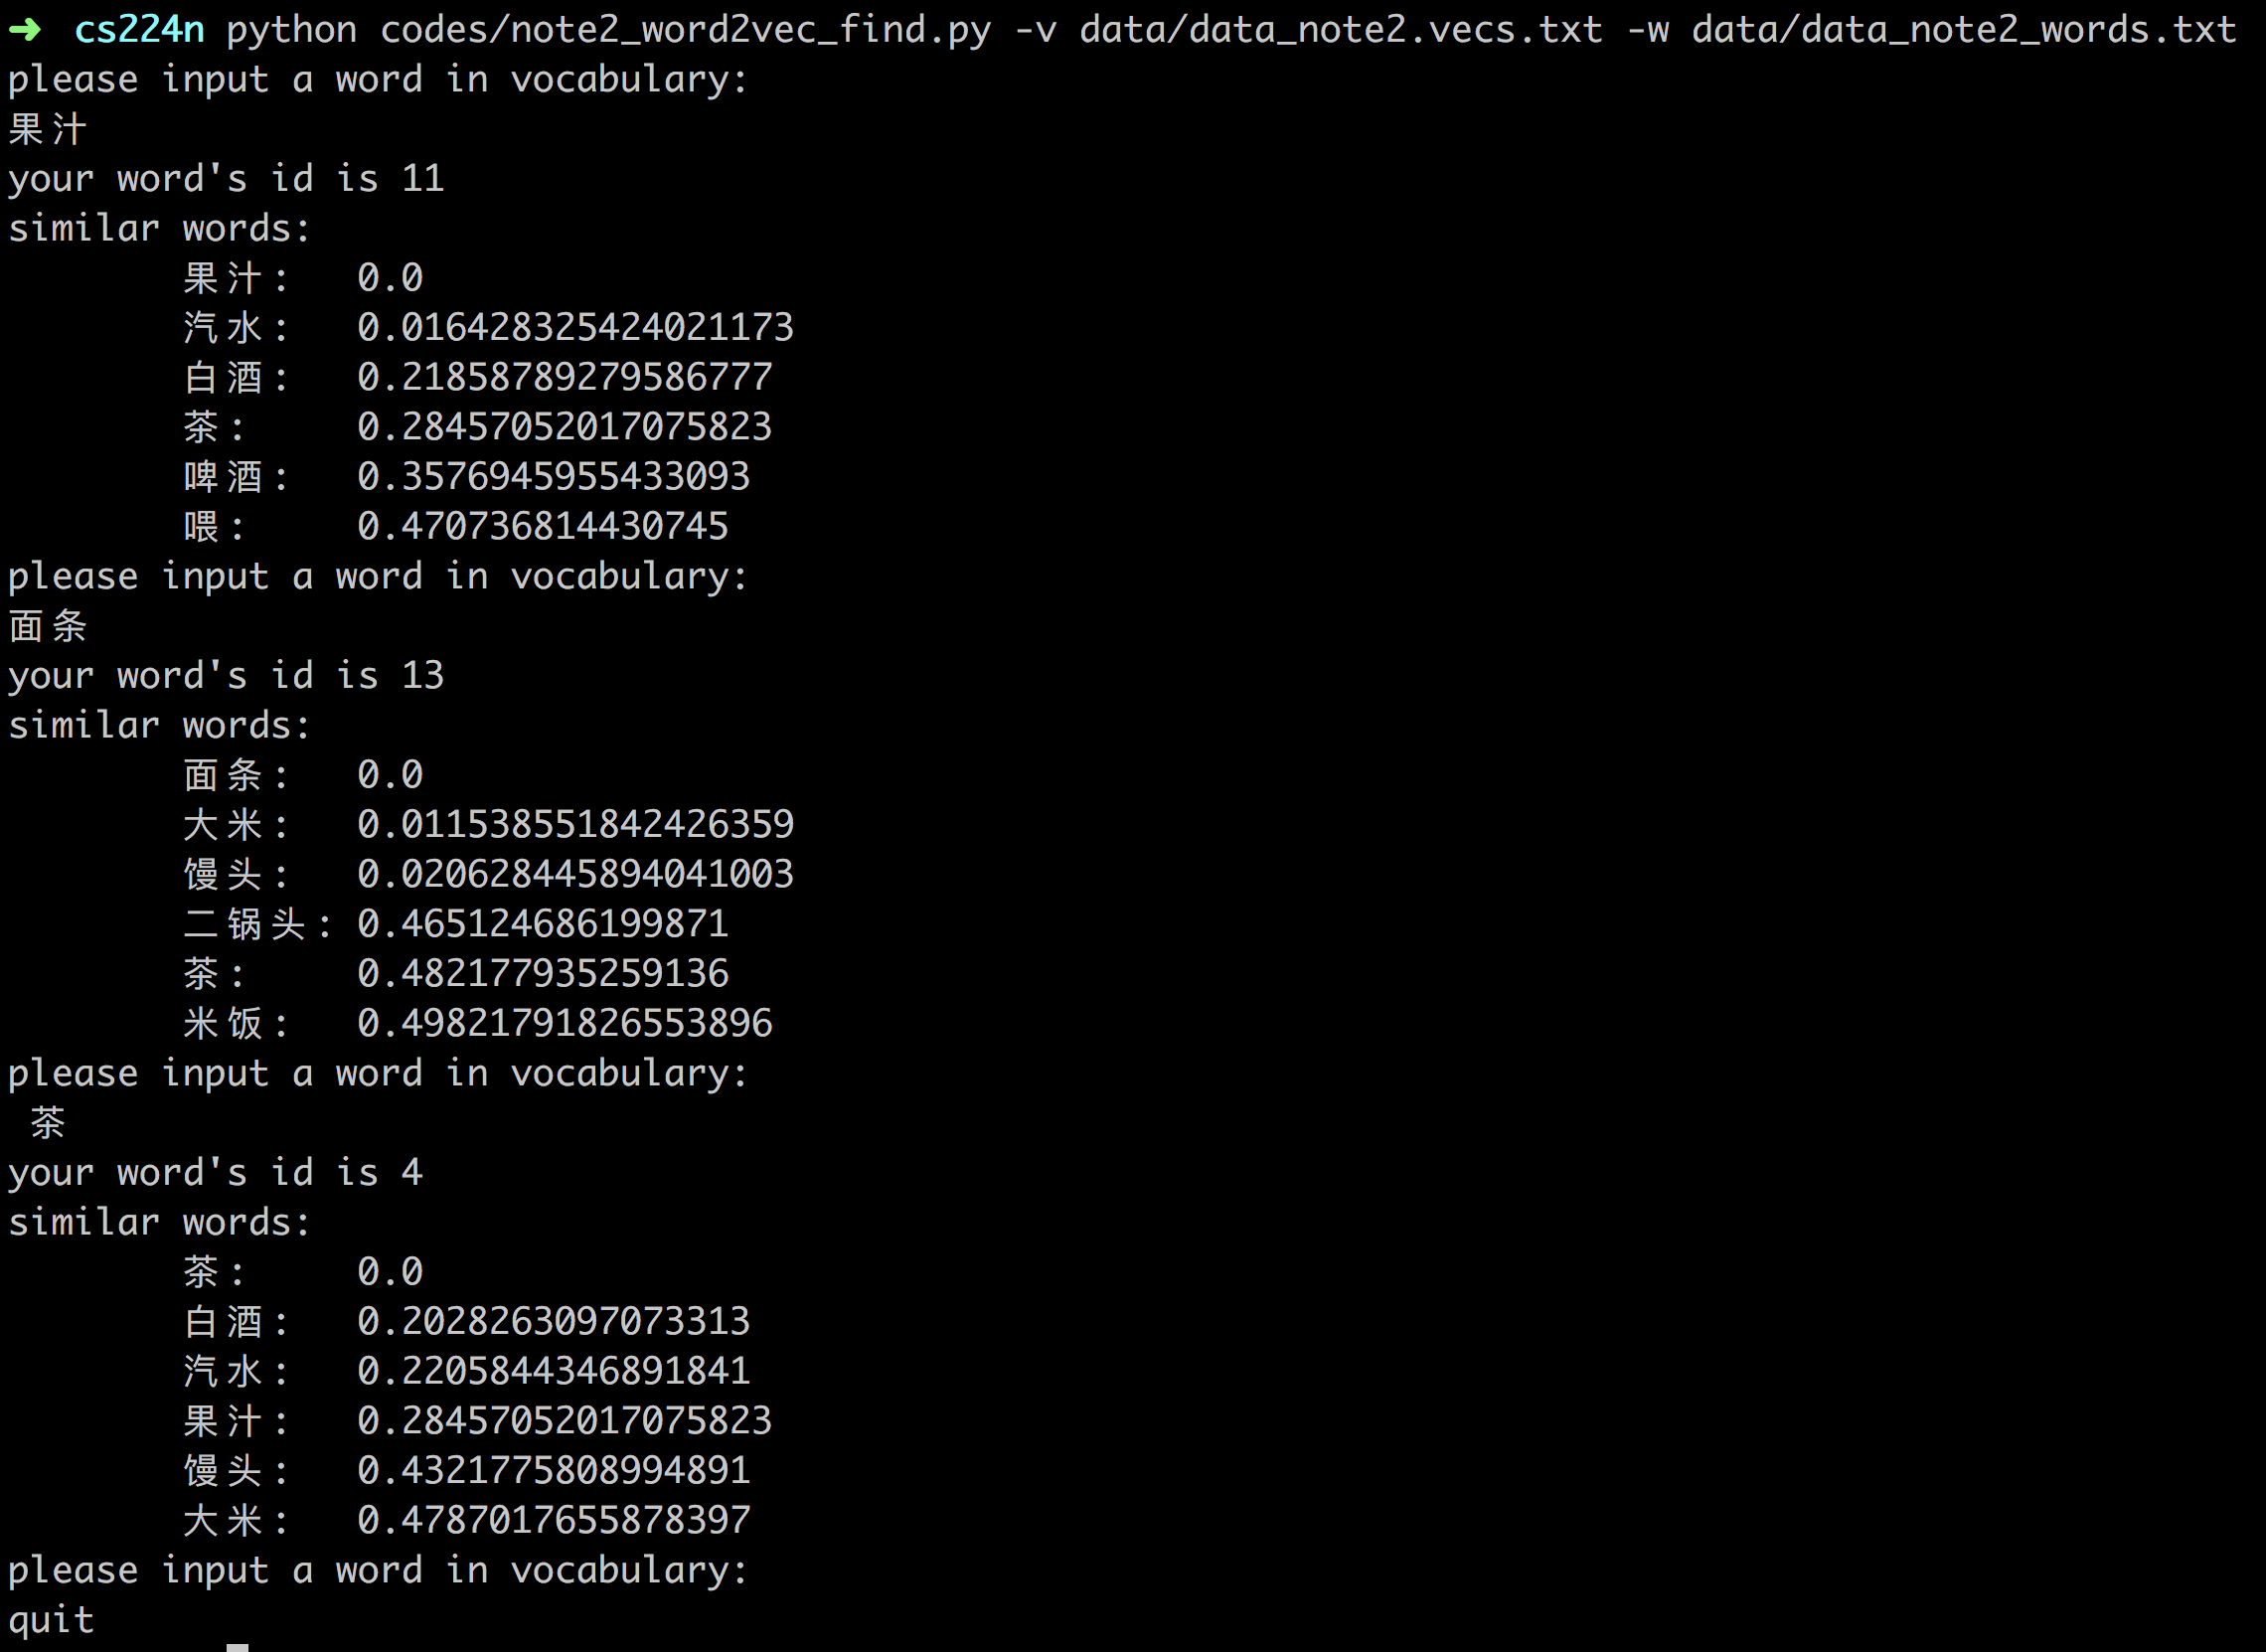 ➜  cs224n python codes/note2_word2vec_find.py -v data/data_note2.vecs.txt -w data/data_note2_words.txt
please input a word in vocabulary:
果汁
your word's id is 11
similar words:
果汁: 0.0
汽水: 0.016428325424021173
白酒: 0.21858789279586777
茶: 0.28457052017075823
啤酒: 0.3576945955433093
喂: 0.470736814430745
please input a word in vocabulary:
面条
your word's id is 13
similar words:
面条: 0.0
大米: 0.011538551842426359
馒头: 0.020628445894041003
二锅头: 0.465124686199871
茶: 0.482177935259136
米饭: 0.49821791826553896
please input a word in vocabulary:
茶
your word's id is 4
similar words:
茶: 0.0
白酒: 0.2028263097073313
汽水: 0.2205844346891841
果汁: 0.28457052017075823
馒头: 0.4321775808994891
大米: 0.4787017655878397
please input a word in vocabulary:
quit